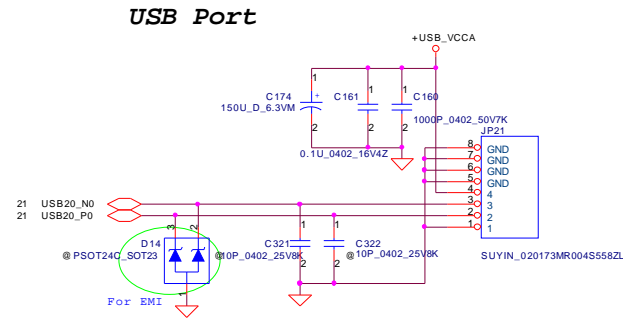 USB Port
+USB_VCCA
1 1 1
C174 + C161 C160
150U_D_6.3VM 1000P_0402_50V7K
2 2 2
0.1U_0402_16V4Z
JP21
8 GND
7 GND
6 GND
5 GND
4 4
3 3
2 2
1 1
SUYIN_020173MR004S558ZL
21 USB20_N0
21 USB20_P0
3 2
D14
@ PSOT24C_SOT23
1
For EMI
1 1
C321 C322
@10P_0402_25V8K @10P_0402_25V8K
2 2